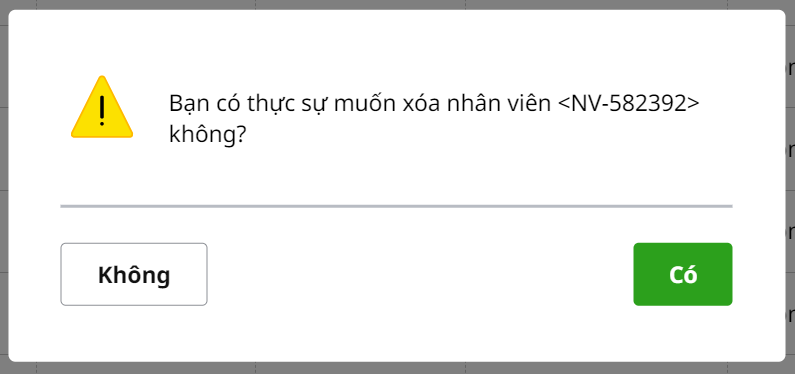 Bạn có thực sự muốn xóa nhân viên <NV-582392>
không?
Không
Có